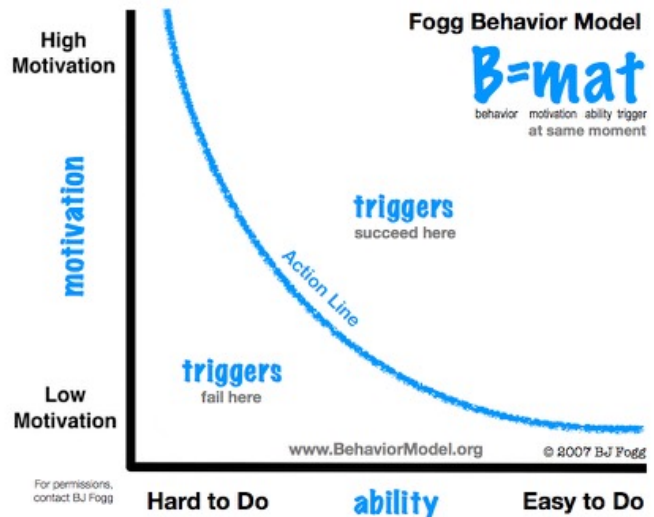 Fogg Behavior Model
B=mat
behavior motivation ability trigger
at same moment
High
Motivation
motivation
triggers
succeed here
Action Line
triggers
fail here
Low
Motivation
www.BehaviorModel.org
© 2007 BJ Fogg
For permissions,
contact BJ Fogg
Hard to Do
ability
Easy to Do